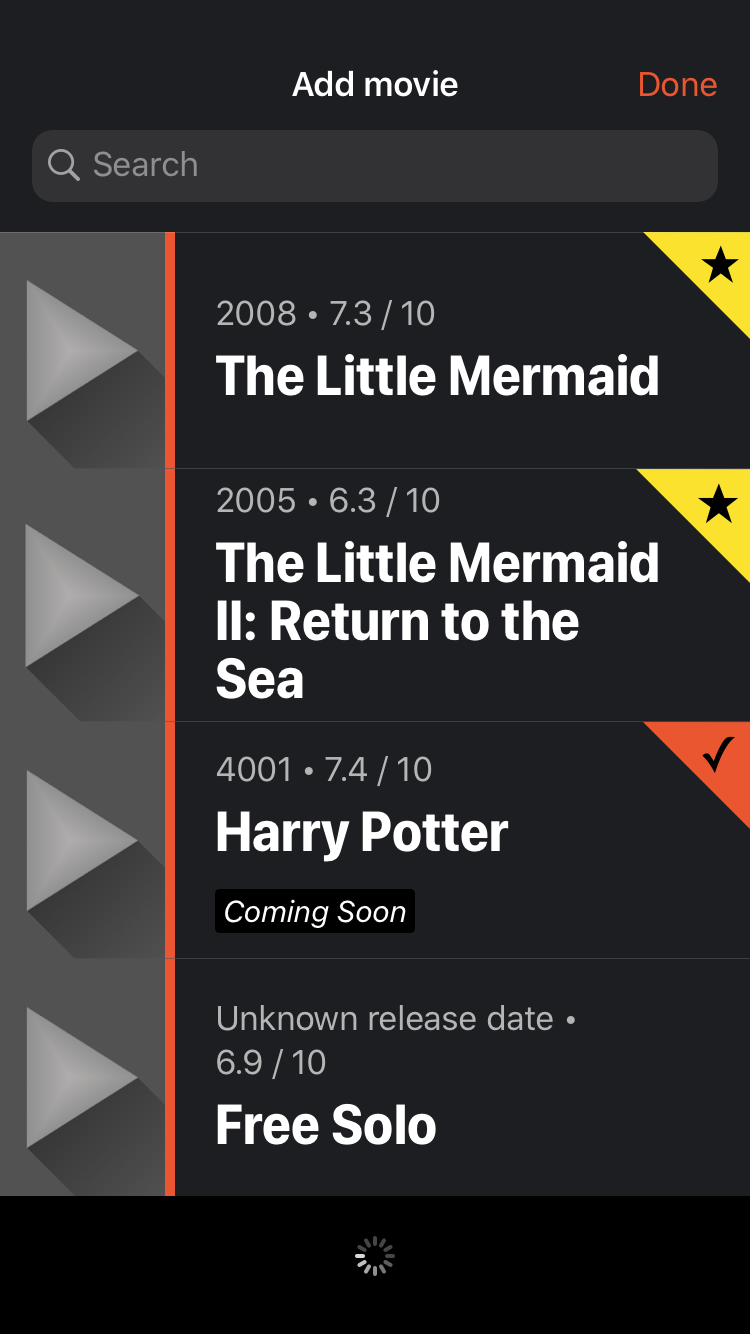 Add movie
Done
Search
2008 • 7.3 / 10
The Little Mermaid
2005 • 6.3 / 10
The Little Mermaid
II: Return to the
Sea
4001 • 7.4 / 10
Harry Potter
Coming Soon
Unknown release date •
6.9 / 10
Free Solo